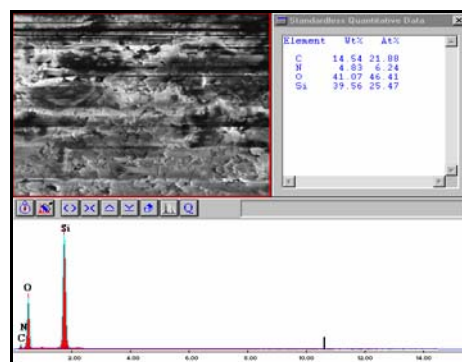 Standardless Quantitative Data
Element Wt% At%
C 14.54 21.88
N 4.83 6.24
O 41.07 46.41
Si 39.56 25.47
Q
Si
O
N
C
2.00 4.00 6.00 8.00 10.00 12.00 14.00